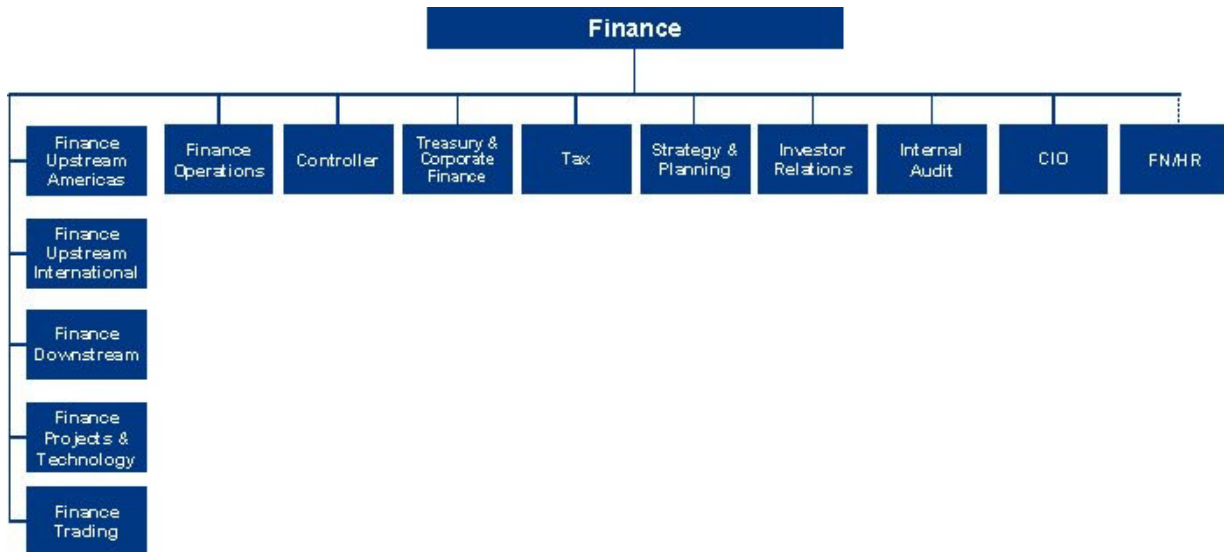 Finance
Finance
Upstream
Americas
Finance
Operations
Controller
Treasury &
Corporate
Finance
Tax
Strategy &
Planning
Investor
Relations
Internal
Audit
CIO
FN/HR
Finance
Upstream
International
Finance
Downstream
Finance
Projects &
Technology
Finance
Trading